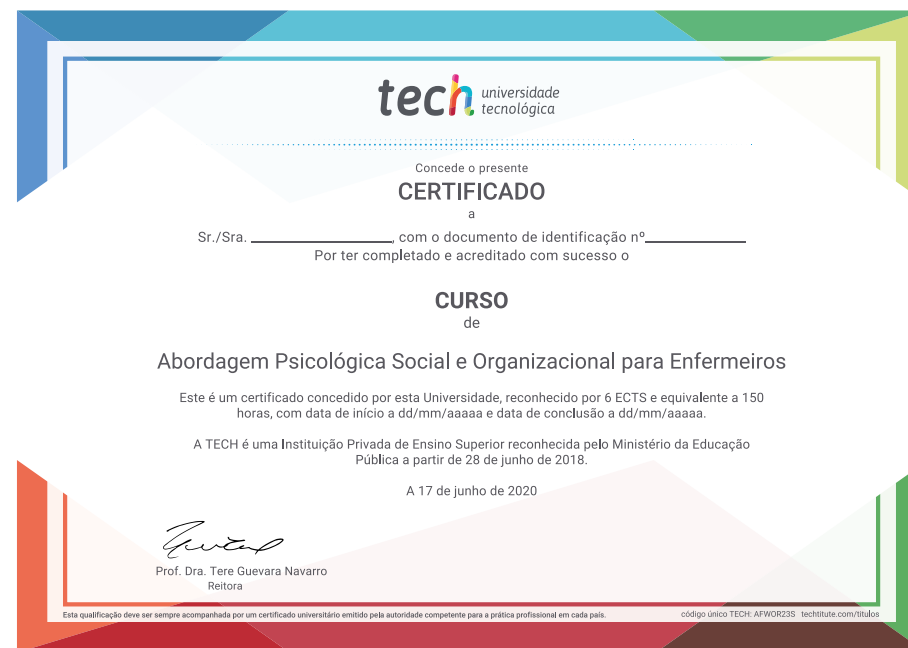 tech universidade
tecnológica
Concede o presente
CERTIFICADO
a
Sr./Sra. ____________________, com o documento de identificação nº______________
Por ter completado e acreditado com sucesso o
CURSO
de
Abordagem Psicológica Social e Organizacional para Enfermeiros
Este é um certificado concedido por esta Universidade, reconhecido por 6 ECTS e equivalente a 150
horas, com data de início a dd/mm/aaaaa e data de conclusão a dd/mm/aaaaa.
A TECH é uma Instituição Privada de Ensino Superior reconhecida pelo Ministério da Educação
Pública a partir de 28 de junho de 2018.
A 17 de junho de 2020
Prof. Dra. Tere Guevara Navarro
Reitora
Esta qualificação deve ser sempre acompanhada por um certificado universitário emitido pela autoridade competente para a prática profissional em cada país.
código único TECH: AFWOR23S techtitute.com/titulos